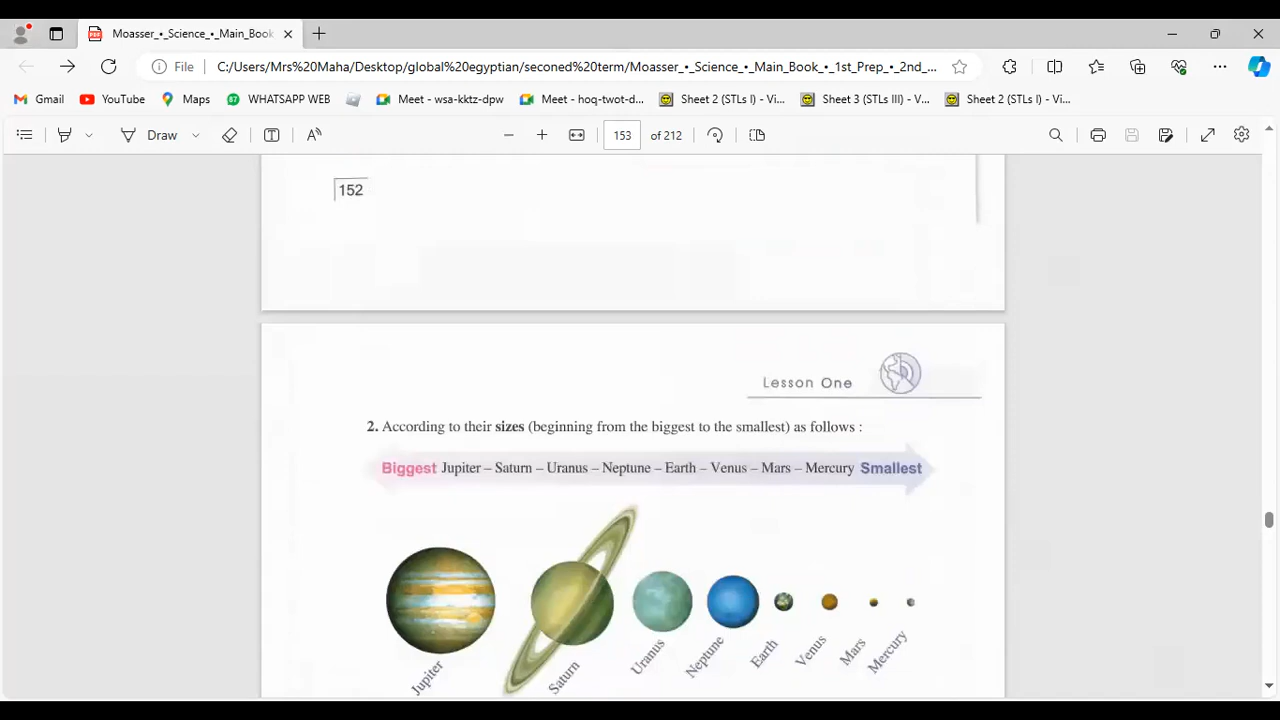 Moasser_•_Science_•_Main_Book
File C:/Users/Mrs%20Maha/Desktop/global%20egyptian/seconed%20term/Moasser_•_Science_•_Main_Book_•_1st_Prep_•_2nd_...
Gmail YouTube Maps 87 WHATSAPPZ WEB Meet - wsa-kktz-dpw Meet - hoq-twot-d... Sheet 2 (STLs I) - Vi... Sheet 3 (STLs III) - V... Sheet 2 (STLs I) - Vi...
Draw 153 of 212
152
Lesson One
2. According to their sizes (beginning from the biggest to the smallest) as follows :
Biggest Jupiter – Saturn – Uranus – Neptune – Earth – Venus – Mars – Mercury Smallest
Jupiter Saturn Uranus Neptune Earth Venus Mars Mercury